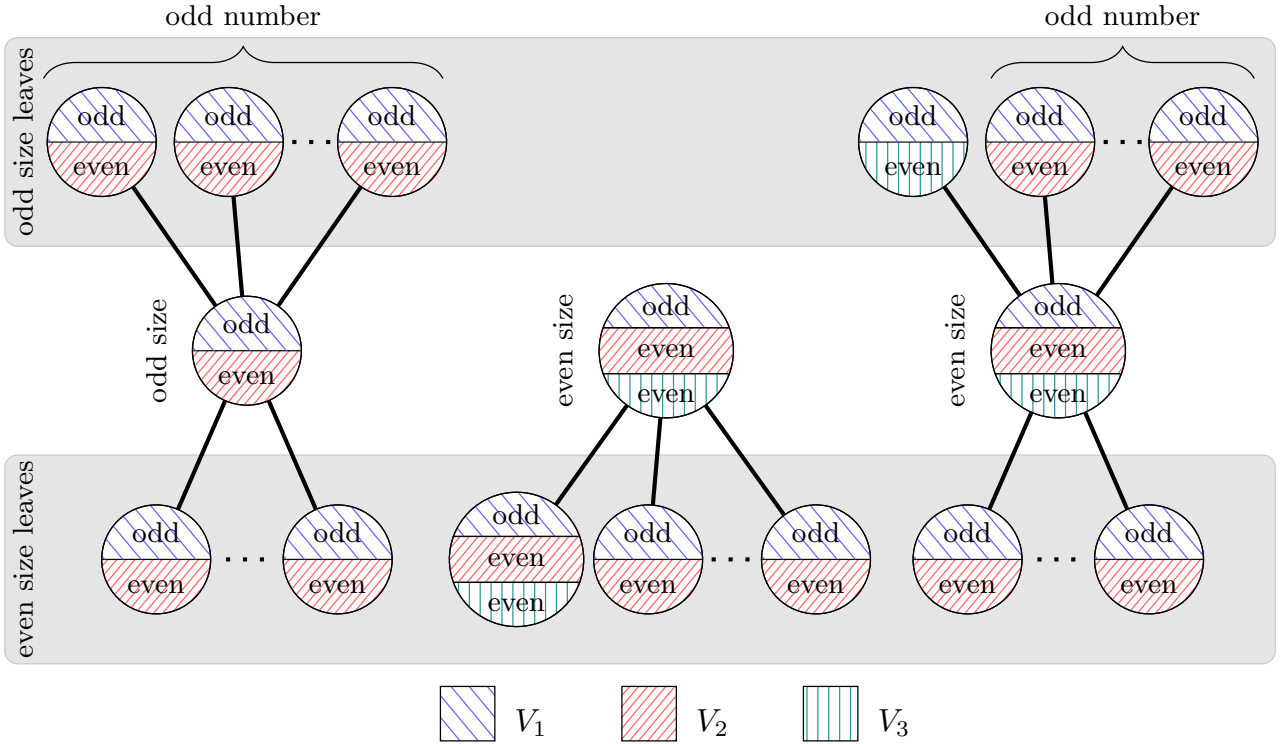 odd number
odd number
odd size leaves
odd
odd
odd
odd
odd
odd
even
even
even
even
even
even
odd size
odd
even
even size
odd
even
even
even size
odd
even
even
even size leaves
odd
odd
even
even
odd
even
even
odd
odd
even
even
odd
odd
even
even
V1
V2
V3